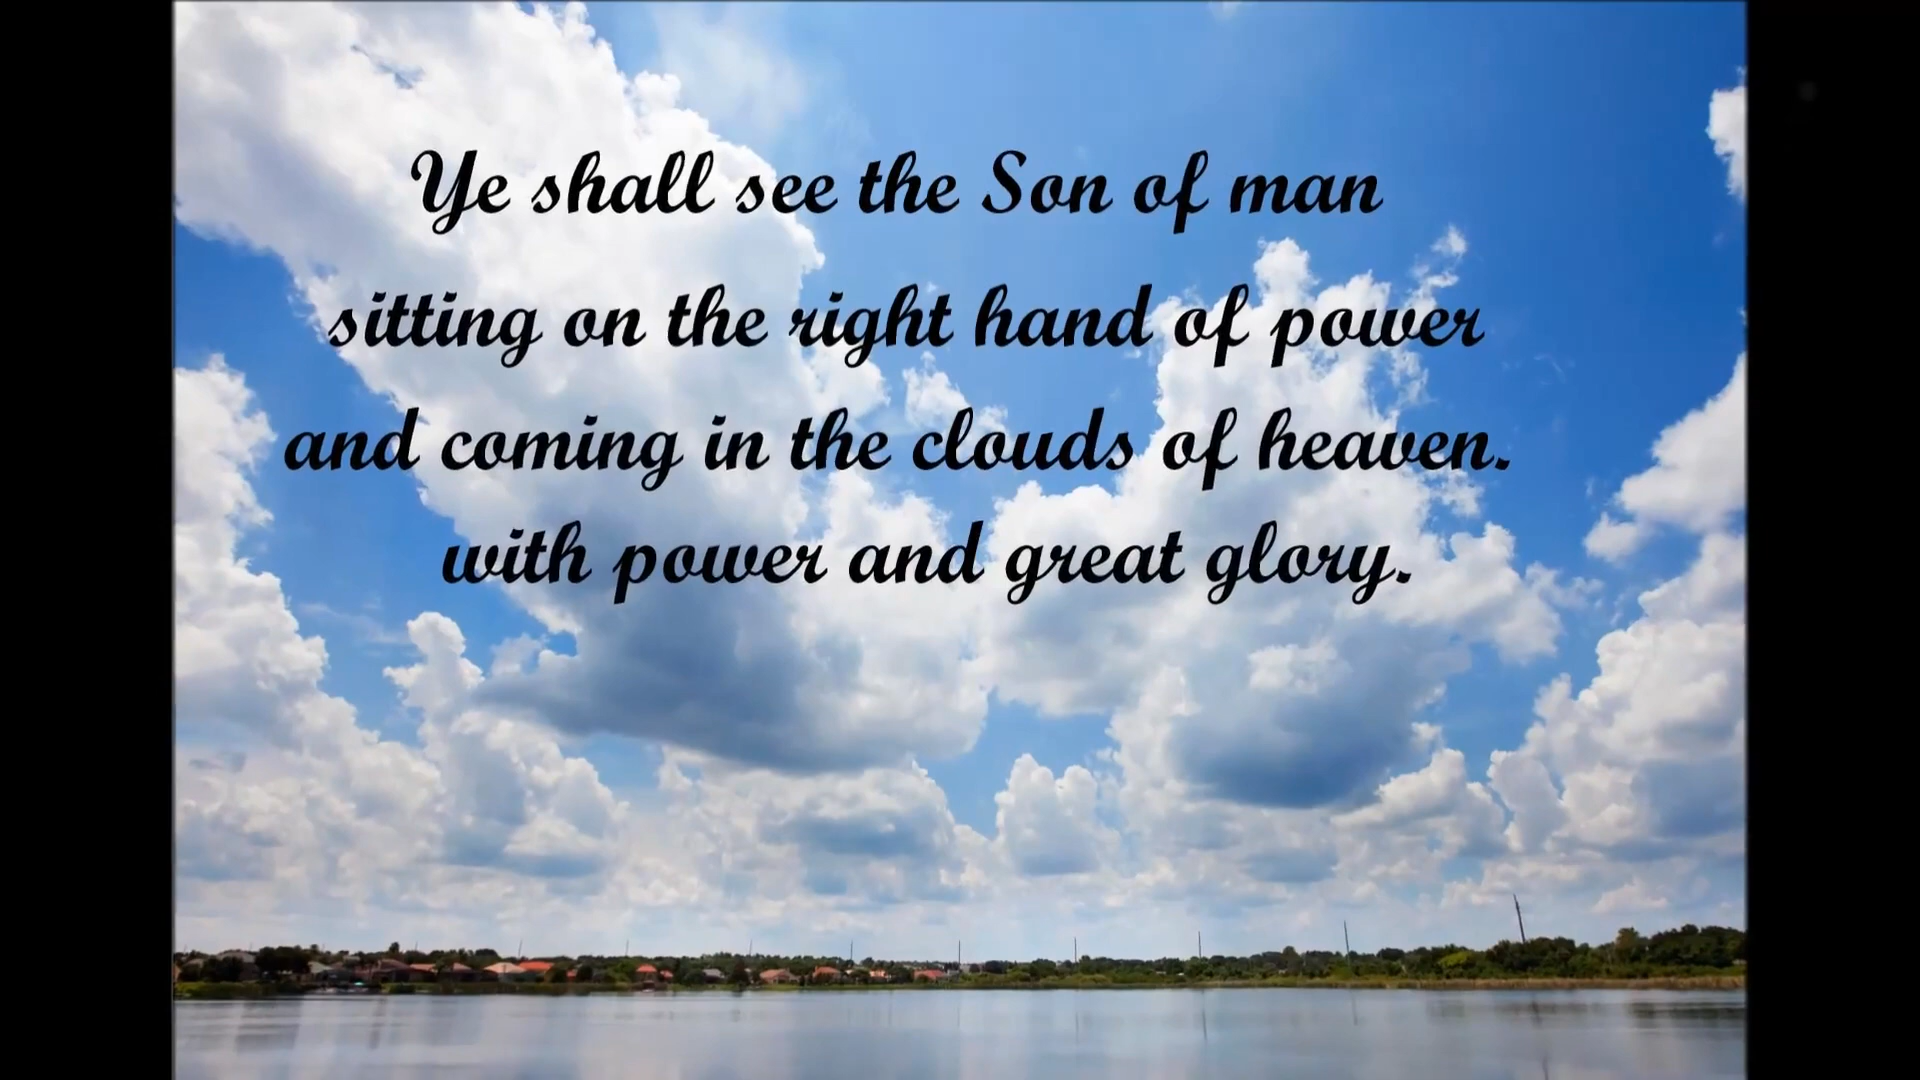 Ye shall see the Son of man
sitting on the right hand of power
and coming in the clouds of heaven.
with power and great glory.